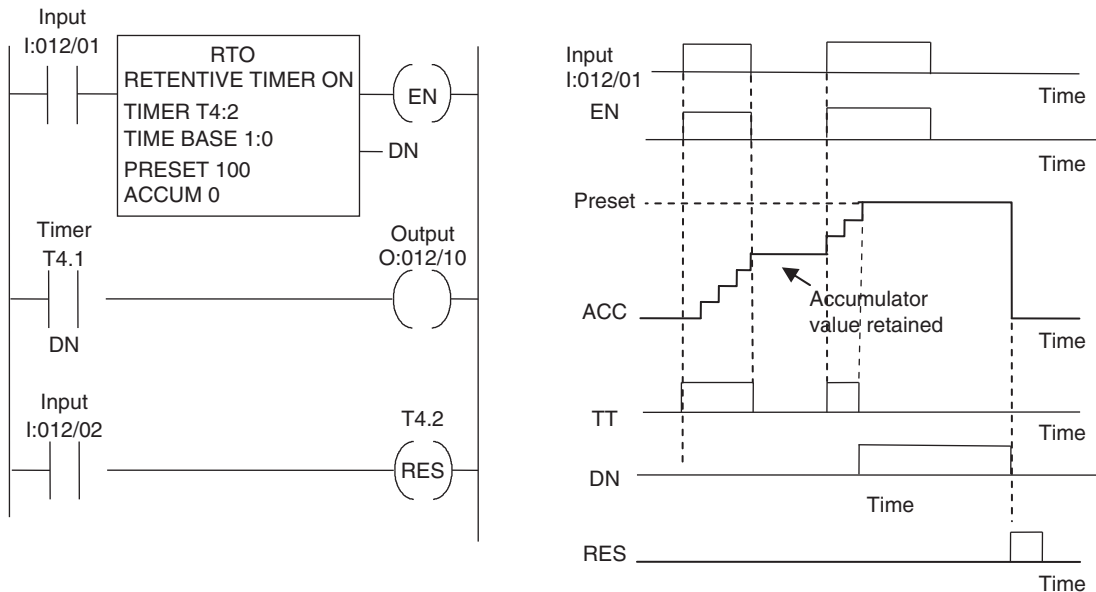 Input
I:012/01
RTO
RETENTIVE TIMER ON
TIMER T4:2
TIME BASE 1:0
PRESET 100
ACCUM 0
EN
DN
Timer
T4.1
DN
Output
O:012/10
Input
I:012/02
T4.2
RES
Input
I:012/01
Time
EN
Time
Preset
Accumulator
value retained
ACC
Time
TT
Time
DN
Time
RES
Time